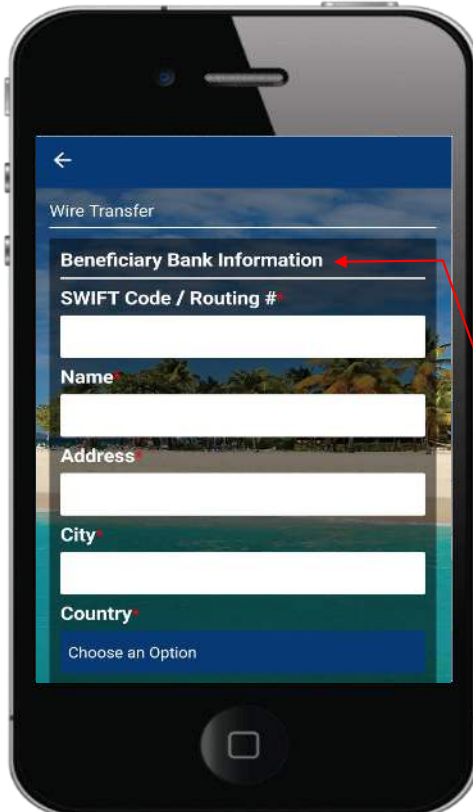 Wire Transfer
Beneficiary Bank Information
SWIFT Code / Routing #*
Name*
Address*
City*
Country*
Choose an Option